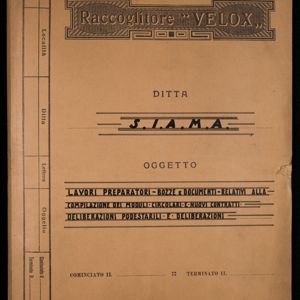 Raccoglitore "VELOX"
DITTA
S.I.A.M.A.
OGGETTO
LAVORI PREPARATORI - BOZZE E DOCUMENTI - RELATIVI ALLA
COMPILAZIONE DEI MODULI - CIRCOLARI E NUOVI CONTRATTI
DELIBERAZIONI PODESTARILI E DELIBERAZIONI
COMINCIATO IL
TERMINATO IL
Località
Ditta
Lettera
Oggetto